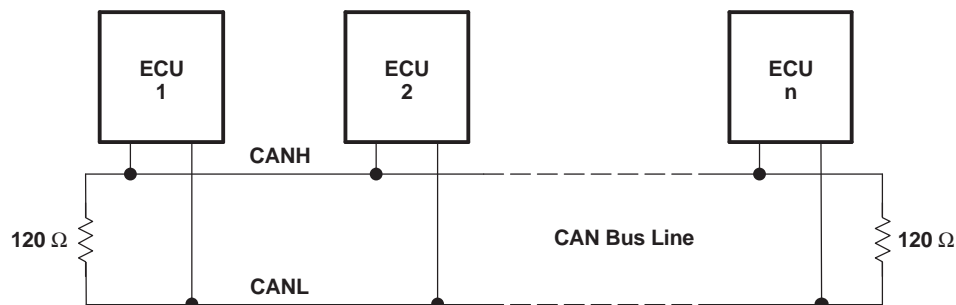 ECU
1
ECU
2
ECU
n
CANH
120 Ω
CAN Bus Line
120 Ω
CANL